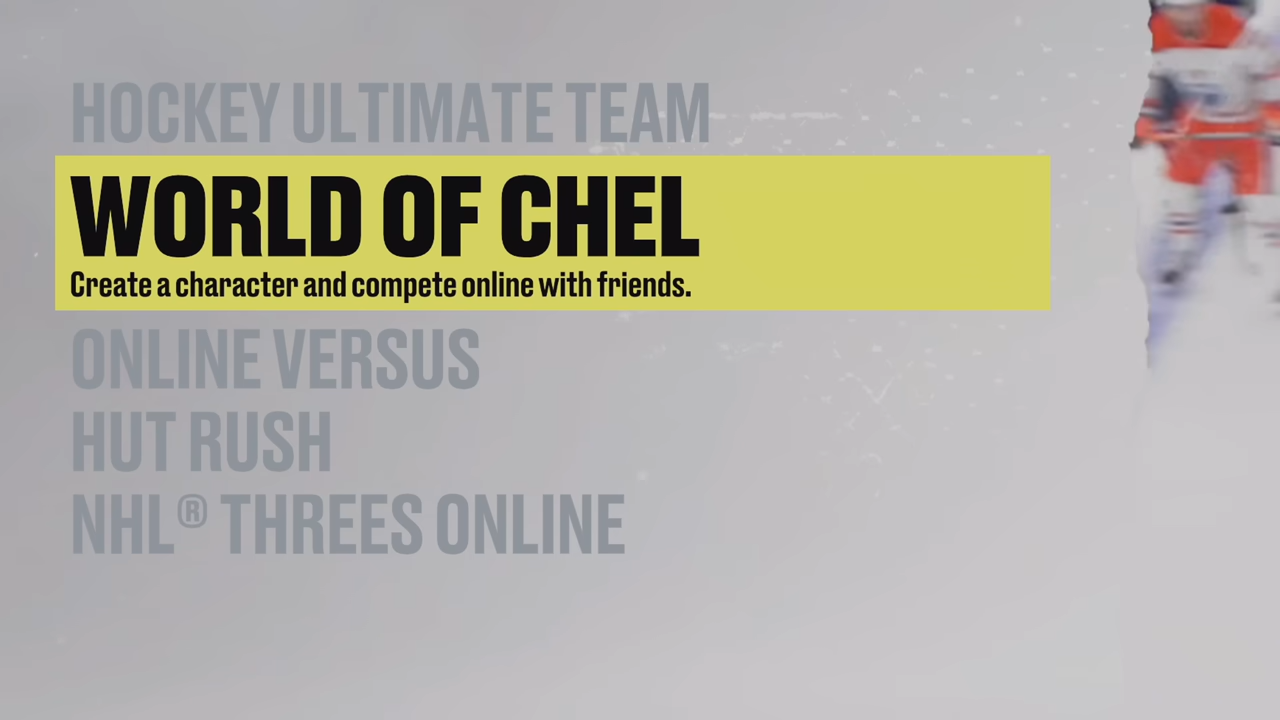 HOCKEY ULTIMATE TEAM
WORLD OF CHEL
Create a character and compete online with friends.
ONLINE VERSUS
HUT RUSH
NHL® THREES ONLINE